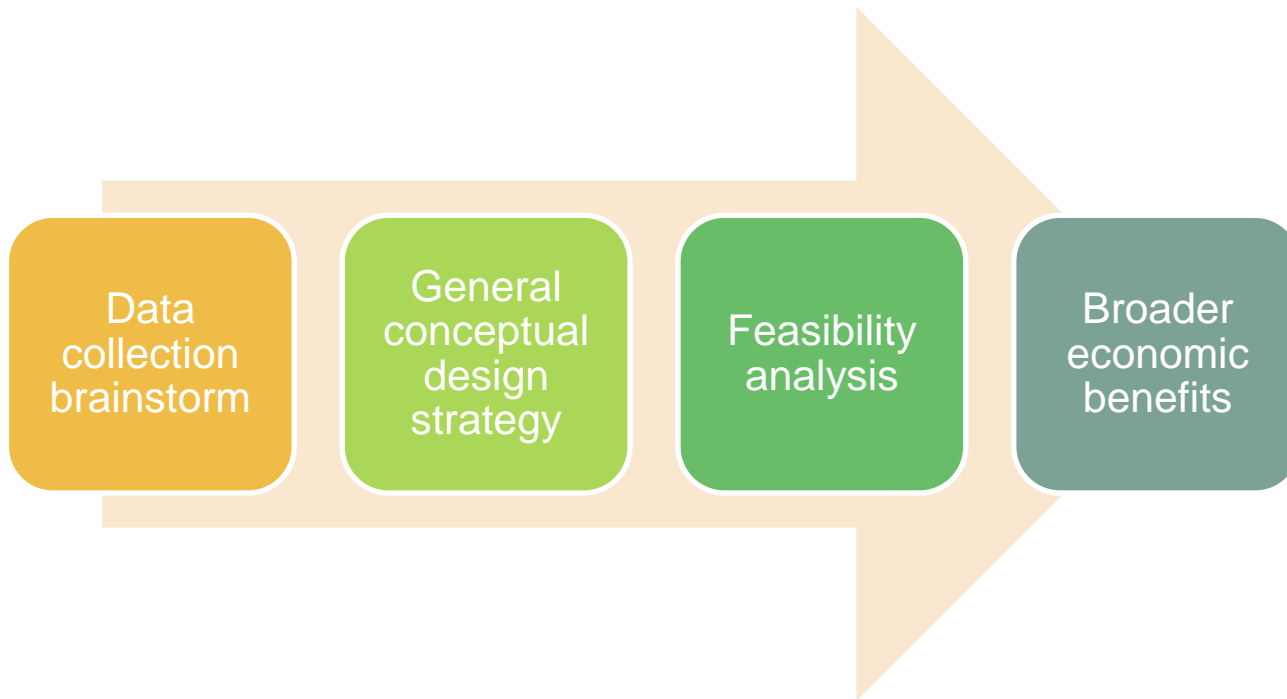 Data
collection
brainstorm
General
conceptual
design
strategy
Feasibility
analysis
Broader
economic
benefits